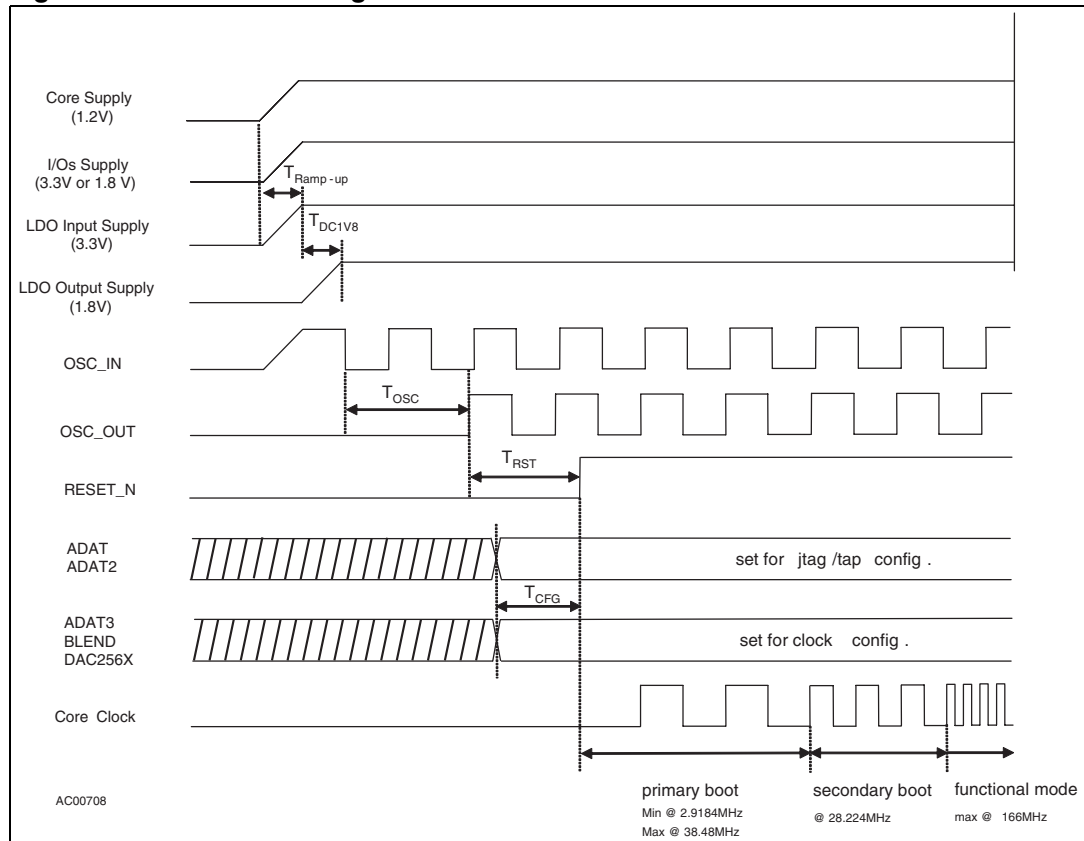 Core Supply
(1.2V)
I/Os Supply
(3.3V or 1.8 V)
TRamp-up
LDO Input Supply
(3.3V)
TDC1V8
LDO Output Supply
(1.8V)
OSC_IN
TOSC
OSC_OUT
TRST
RESET_N
ADAT
ADAT2
set for jtag /tap config .
TCFG
ADAT3
BLEND
DAC256X
set for clock config .
Core Clock
primary boot
Min @ 2.9184MHz
Max @ 38.48MHz
secondary boot
@ 28.224MHz
functional mode
max @ 166MHz
AC00708